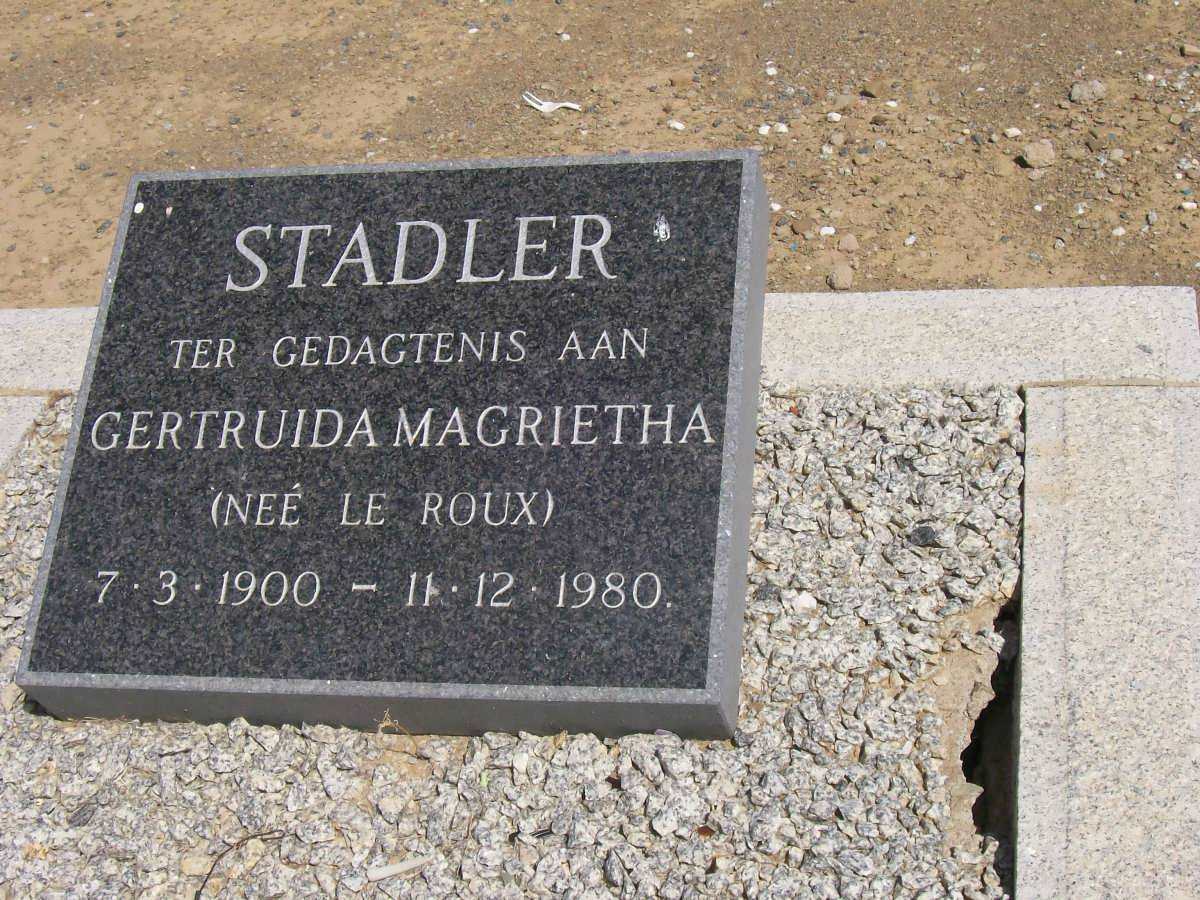 STADLER
TER GEDAGTENIS AAN
GERTRUIDA MAGRIETHA
(NEÉ LE ROUX)
7·3·1900 – 11·12·1980.